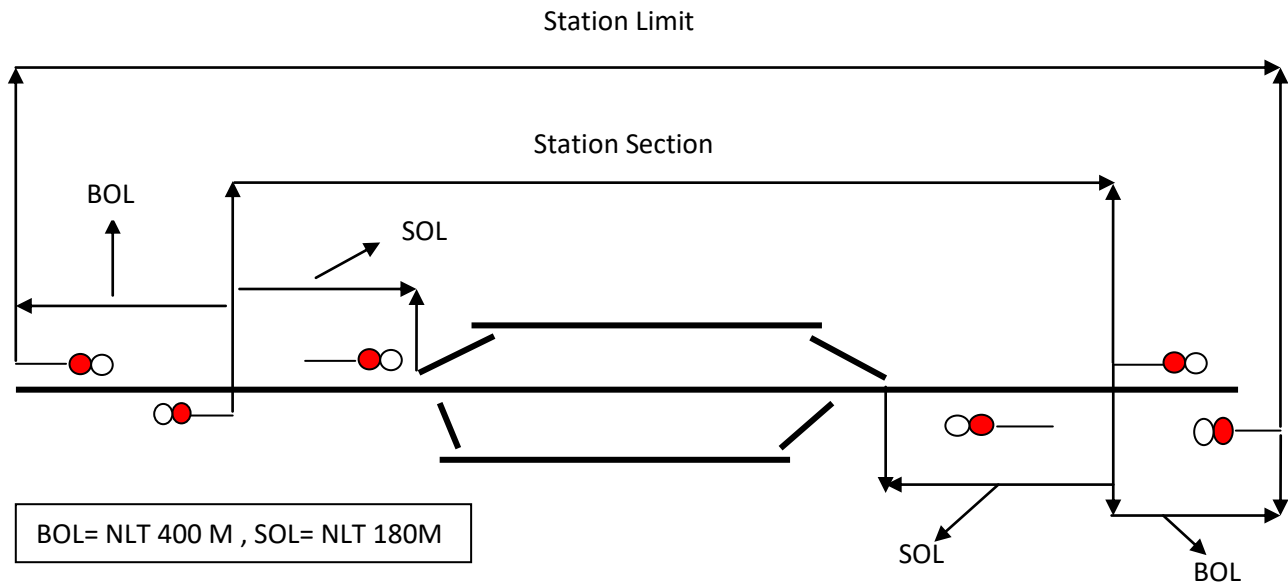 Station Limit
Station Section
BOL
SOL
BOL= NLT 400 M , SOL= NLT 180M
SOL
BOL